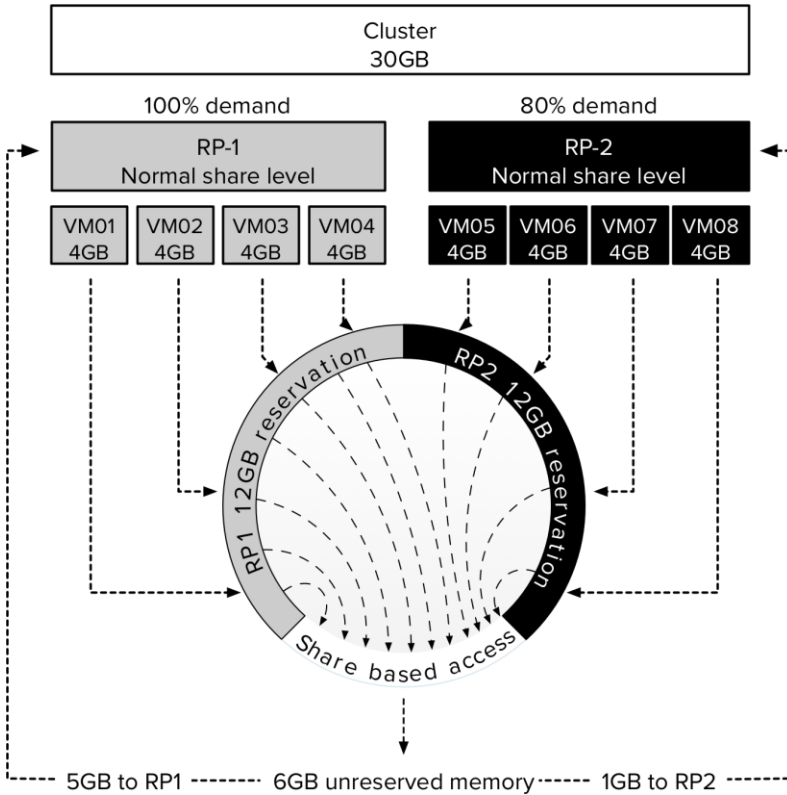 Cluster
30GB
100% demand
80% demand
RP-1
Normal share level
RP-2
Normal share level
VM01
4GB
VM02
4GB
VM03
4GB
VM04
4GB
VM05
4GB
VM06
4GB
VM07
4GB
VM08
4GB
RP1 12GB reservation
RP2 12GB reservation
Share based access
5GB to RP1
6GB unreserved memory
1GB to RP2